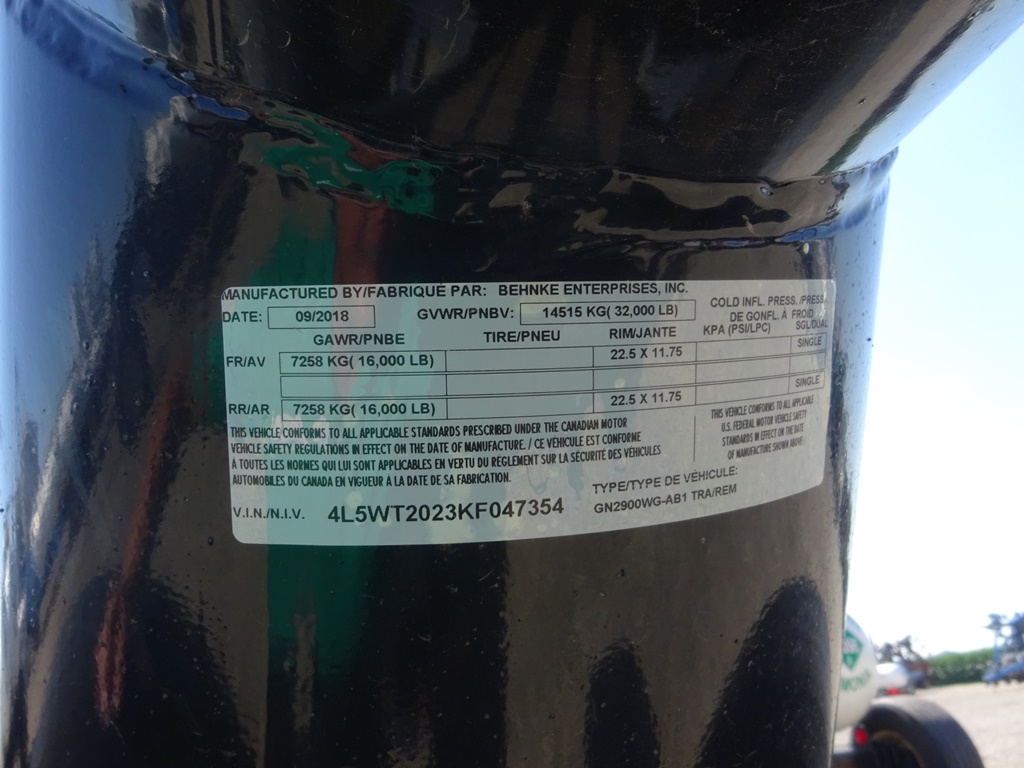 MANUFACTURED BY/FABRIQUÉ PAR: BEHNKE ENTERPRISES, INC.
DATE: 09/2018 GVWR/PNBV: 14515 KG( 32,000 LB) COLD INFL. PRESS. /PRESS.
DE GONFL. À FROID
GAWR/PNBE TIRE/PNEU RIM/JANTE KPA (PSI/LPC) SGL/DUAL
FR/AV 7258 KG( 16,000 LB) 22.5 X 11.75 SINGLE
RR/AR 7258 KG( 16,000 LB) 22.5 X 11.75 SINGLE
THIS VEHICLE CONFORMS TO ALL APPLICABLE STANDARDS PRESCRIBED UNDER THE CANADIAN MOTOR
VEHICLE SAFETY REGULATIONS IN EFFECT ON THE DATE OF MANUFACTURE. / CE VÉHICULE EST CONFORME
À TOUTES LES NORMES QUI LUI SONT APPLICABLES EN VERTU DU RÈGLEMENT SUR LA SÉCURITÉ DES VÉHICULES
AUTOMOBILES DU CANADA EN VIGUEUR À LA DATE DE SA FABRICATION.
THIS VEHICLE CONFORMS TO ALL APPLICABLE
U.S. FEDERAL MOTOR VEHICLE SAFETY
STANDARDS IN EFFECT ON THE DATE
OF MANUFACTURE SHOWN ABOVE.
V.I.N./N.I.V. 4L5WT2023KF047354
TYPE/TYPE DE VÉHICULE:
GN2900WG-AB1 TRA/REM